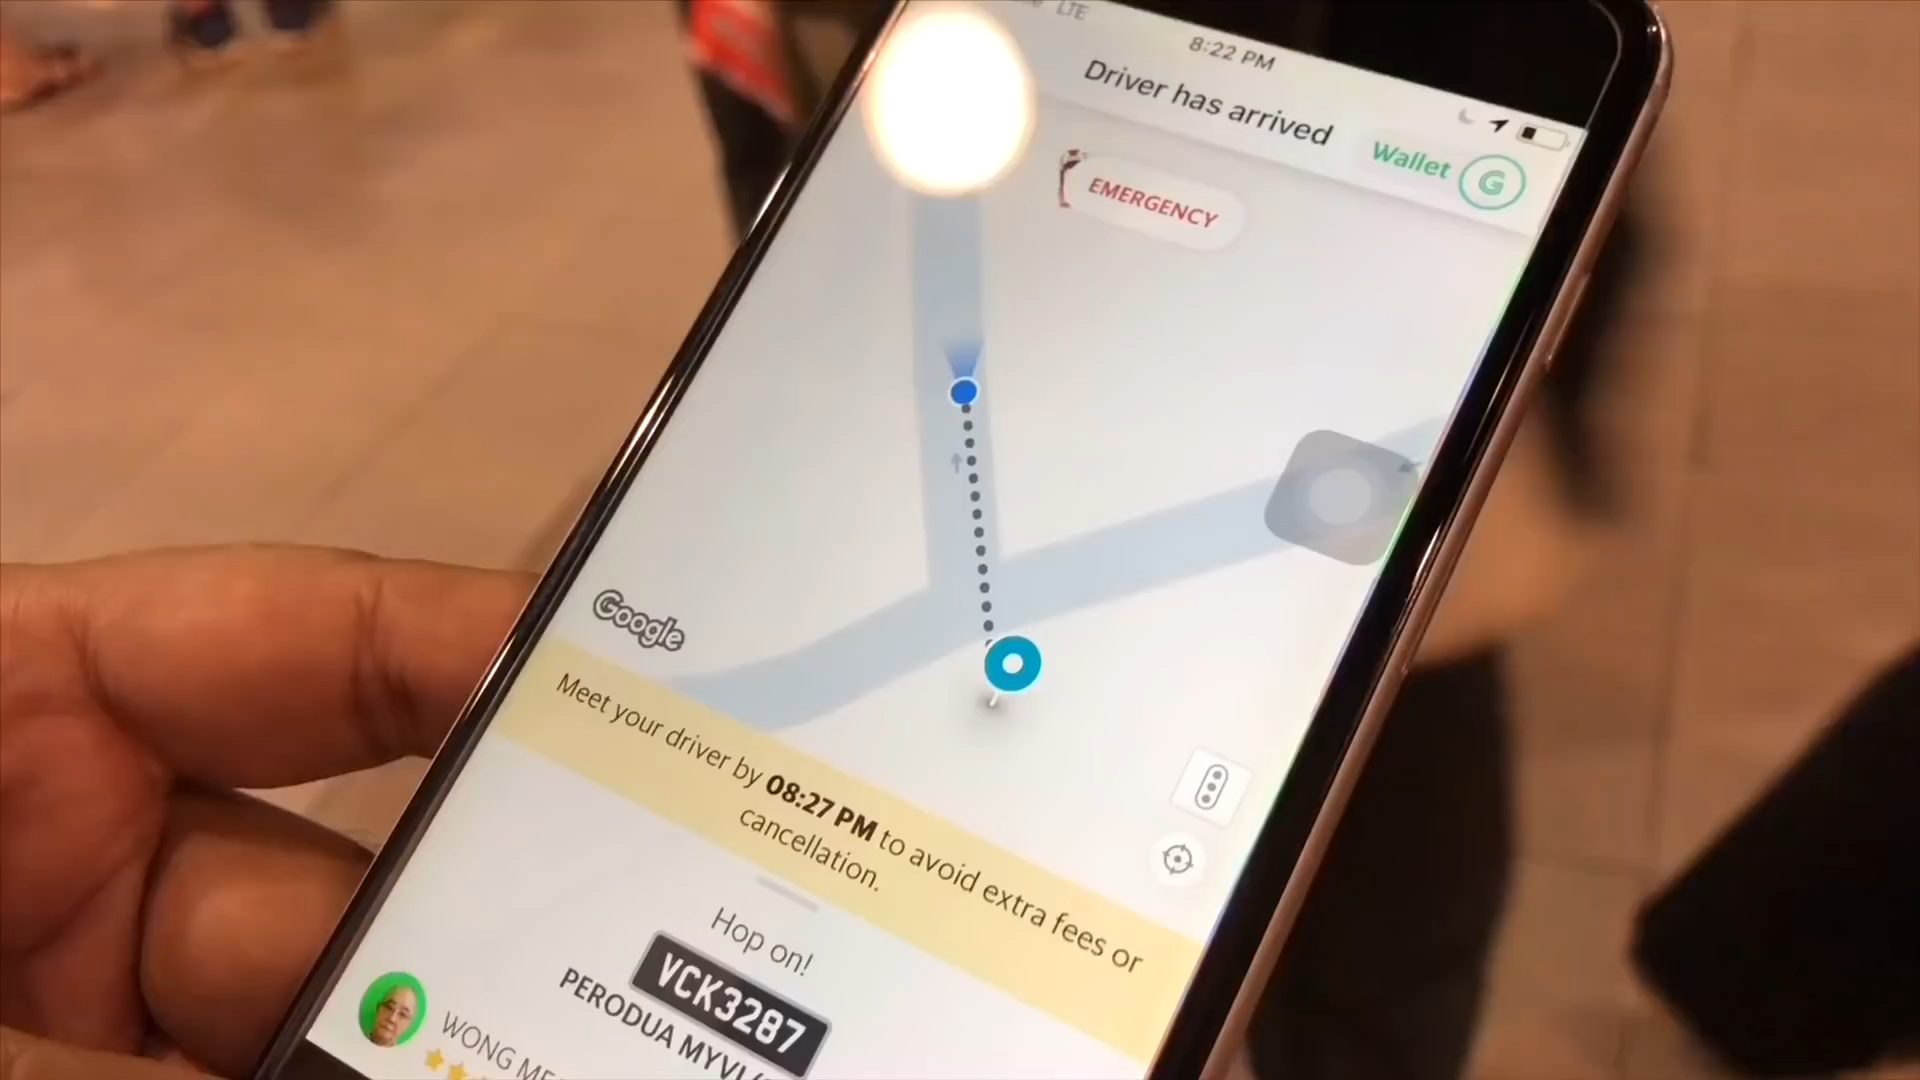 LTE
8:22 PM
Driver has arrived
Wallet G
EMERGENCY
Google
Meet your driver by 08:27 PM to avoid extra fees or
cancellation.
Hop on!
VCK3287
PERODUA MYVI
WONG